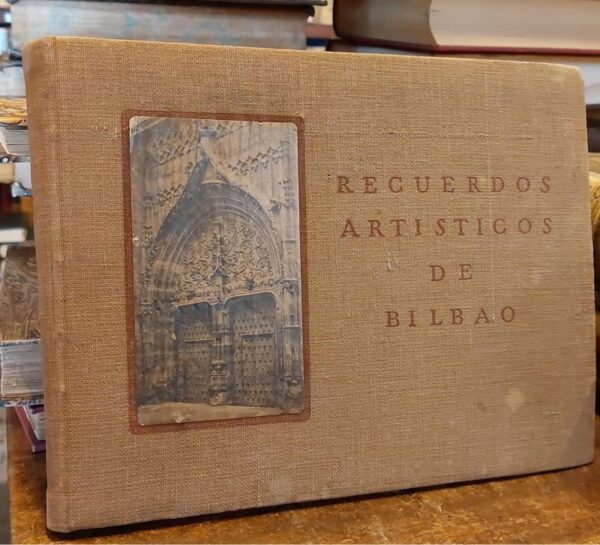 RECUERDOS
ARTISTICOS
DE
BILBAO